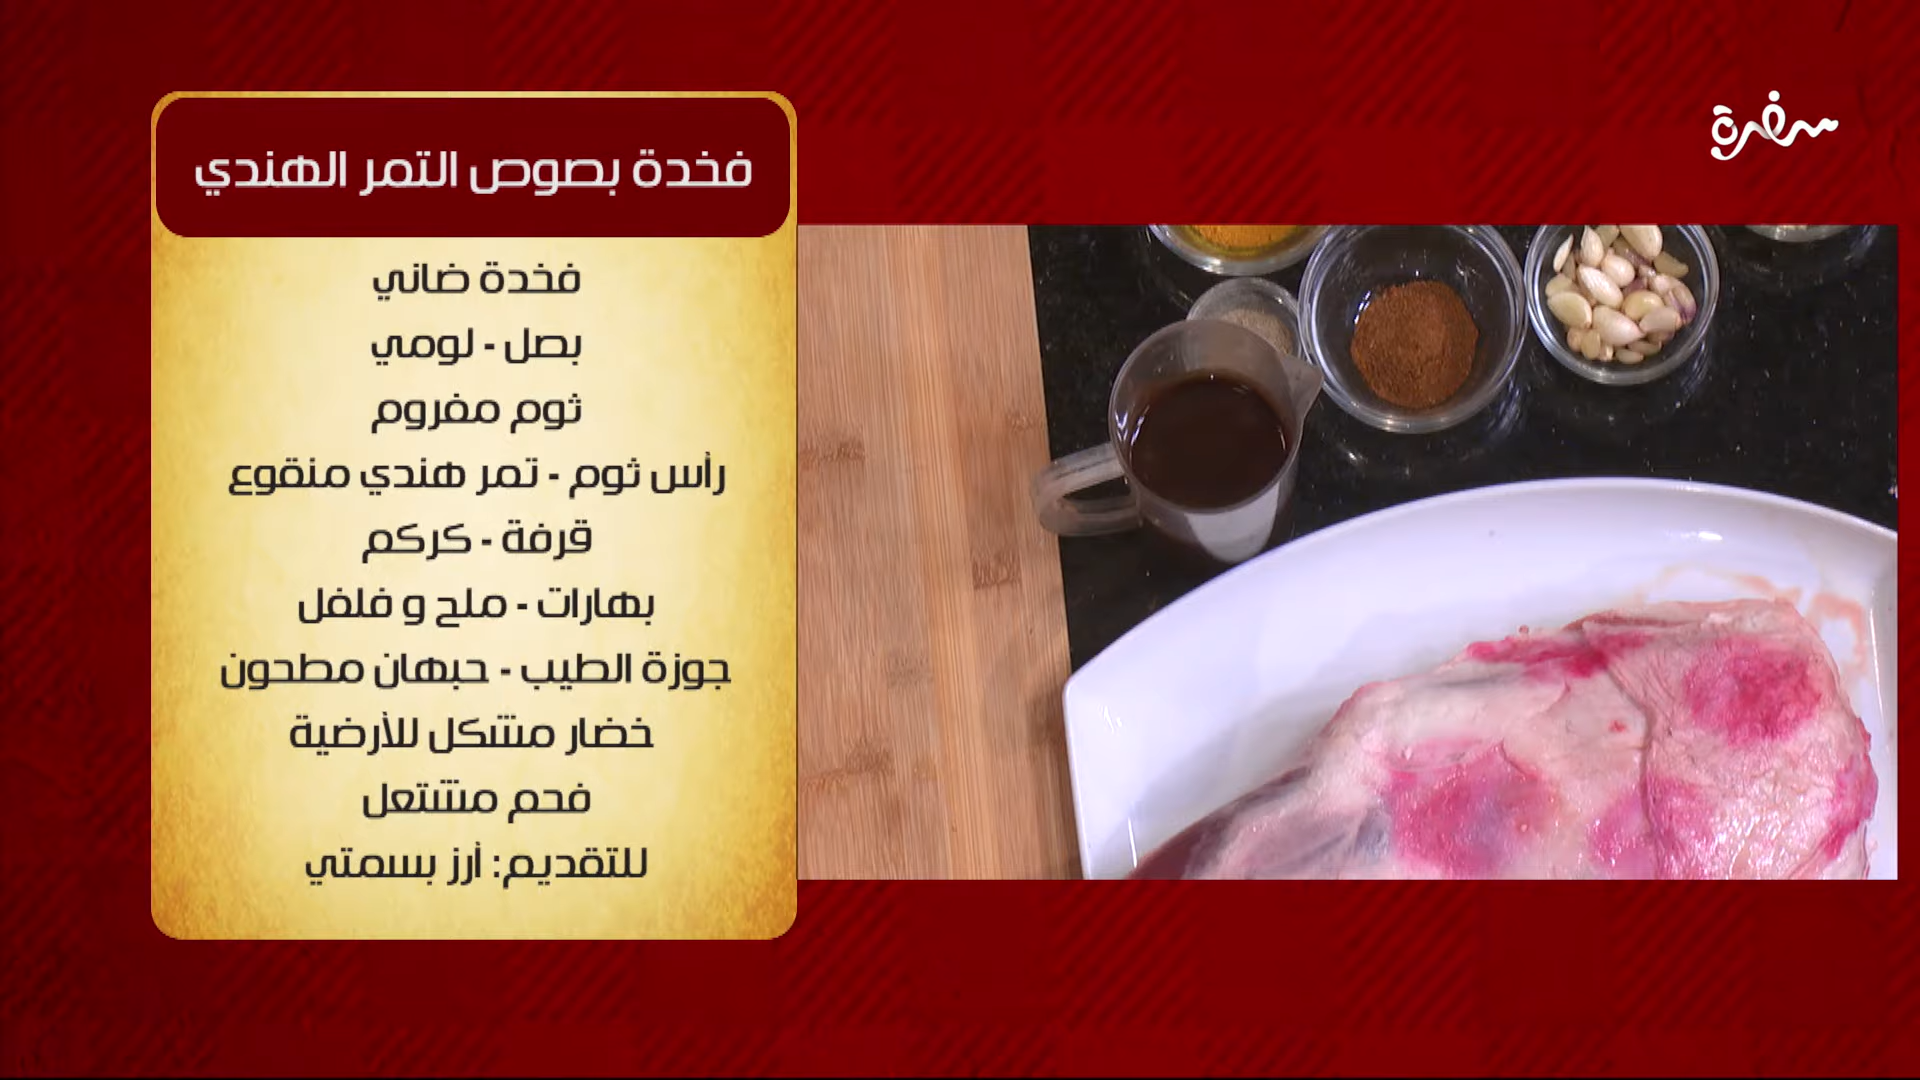 سفرة
فخدة بصوص التمر الهندي
فخدة ضاني
بصل - لومي
ثوم مفروم
رأس ثوم - تمر هندي منقوع
قرفة - كركم
بهارات - ملح و فلفل
جوزة الطيب - حبهان مطحون
خضار مشكل للأرضية
فحم مشتعل
للتقديم: أرز بسمتي